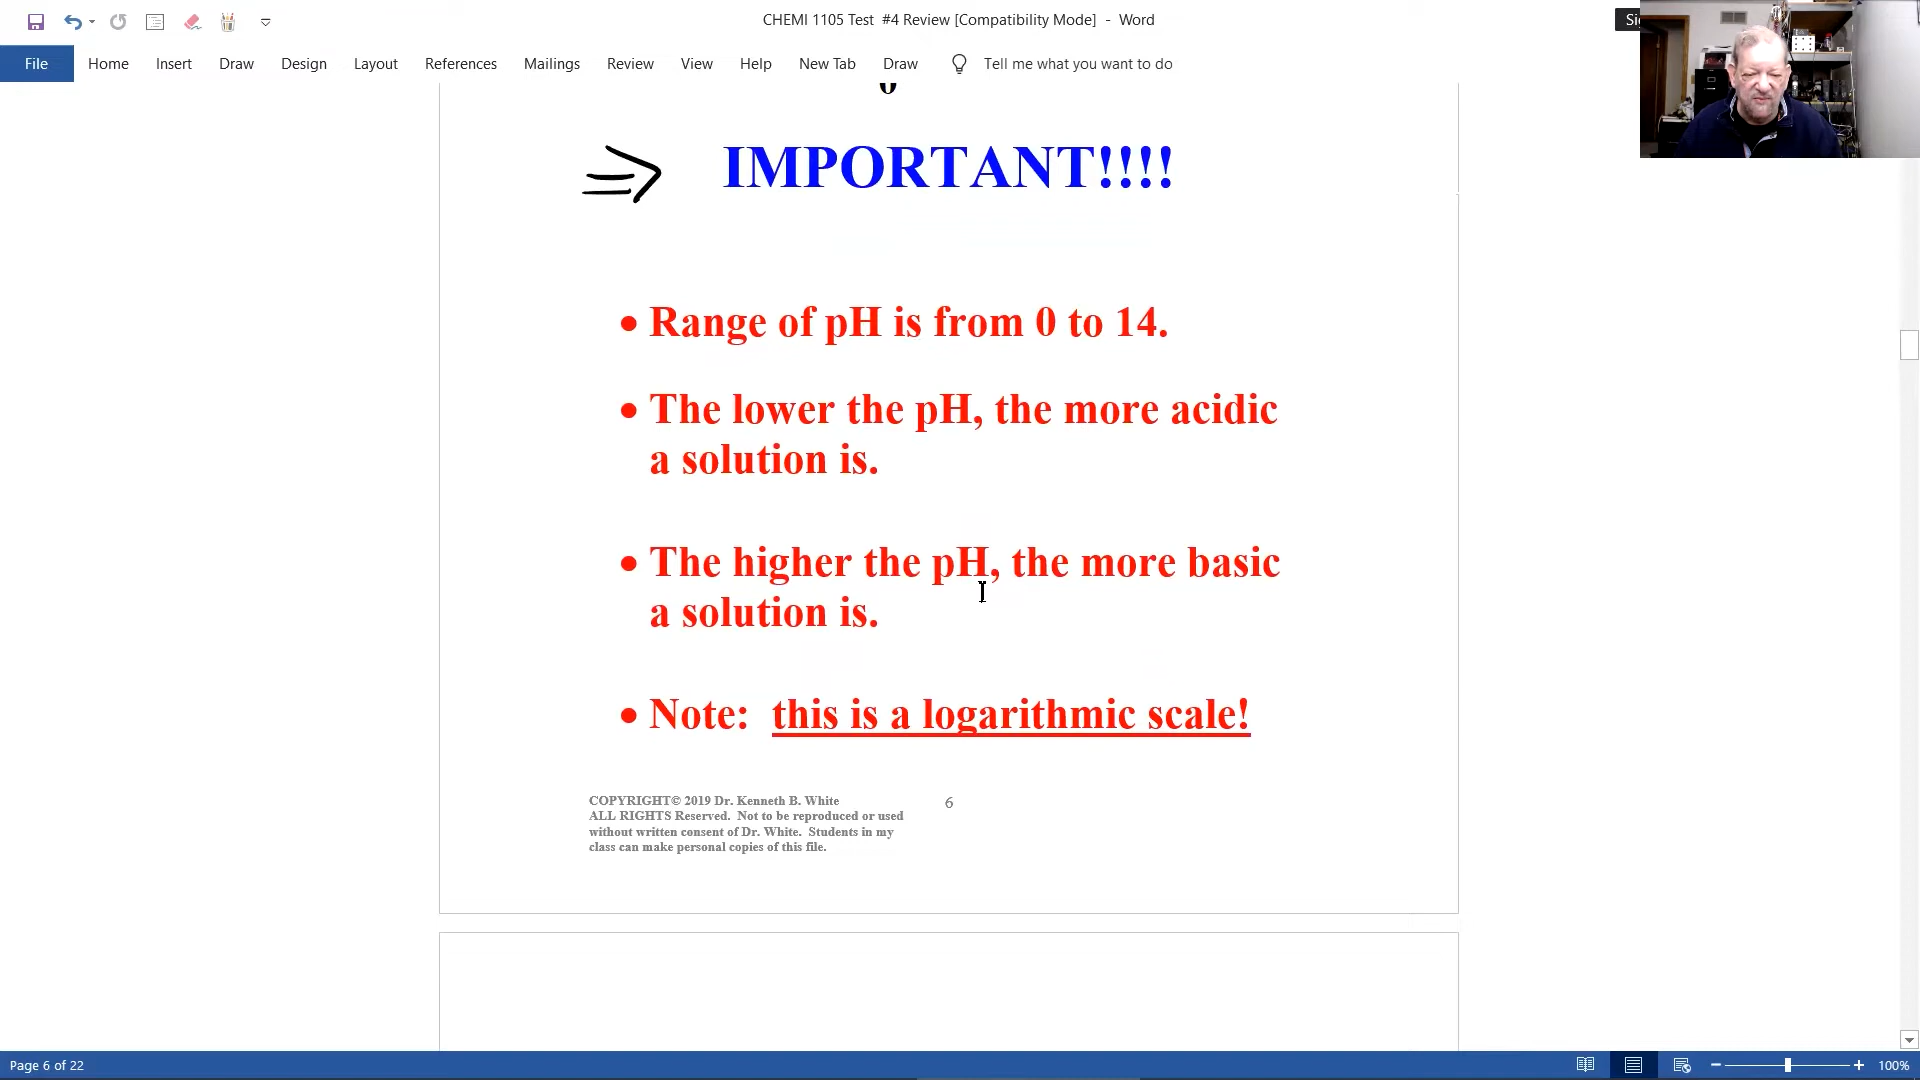 CHEMI 1105 Test  #4 Review [Compatibility Mode]  -  Word
File Home Insert Draw Design Layout References Mailings Review View Help New Tab Draw Tell me what you want to do
IMPORTANT!!!!
• Range of pH is from 0 to 14.
• The lower the pH, the more acidic
a solution is.
• The higher the pH, the more basic
a solution is.
• Note:  this is a logarithmic scale!
COPYRIGHT© 2019 Dr. Kenneth B. White
ALL RIGHTS Reserved.  Not to be reproduced or used
without written consent of Dr. White.  Students in my
class can make personal copies of this file.
6
Page 6 of 22
100%